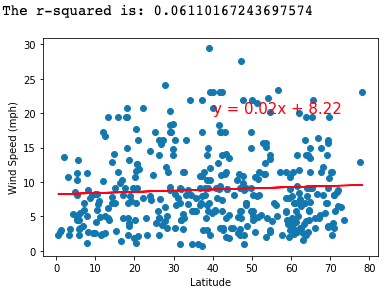 The r-squared is: 0.06110167243697574
30
25
20
15
10
5
0
Wind Speed (mph)
y = 0.02x + 8.22
0 10 20 30 40 50 60 70 80
Latitude